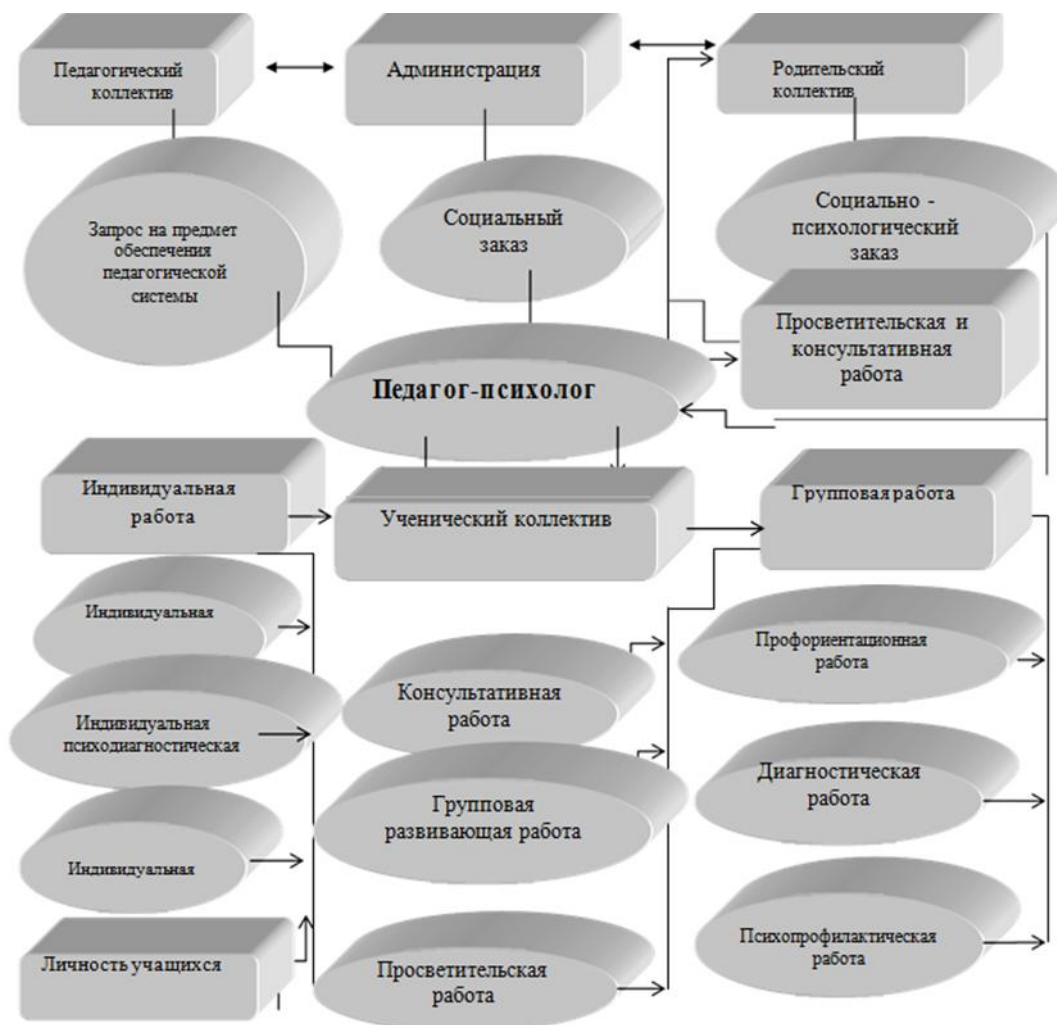 Педагогический
коллектив
Администрация
Родительский
коллектив
Запрос на предмет
обеспечения
педагогической
системы
Социальный
заказ
Социально -
психологический
заказ
Просветительская и
консультативная
работа
Педагог-психолог
Индивидуальная
работа
Ученический коллектив
Групповая работа
Индивидуальная
Индивидуальная
психодиагностическая
Индивидуальная
Личность учащихся
Консультативная
работа
Групповая
развивающая работа
Просветительская
работа
Профориентационная
работа
Диагностическая
работа
Психопрофилактическая
работа